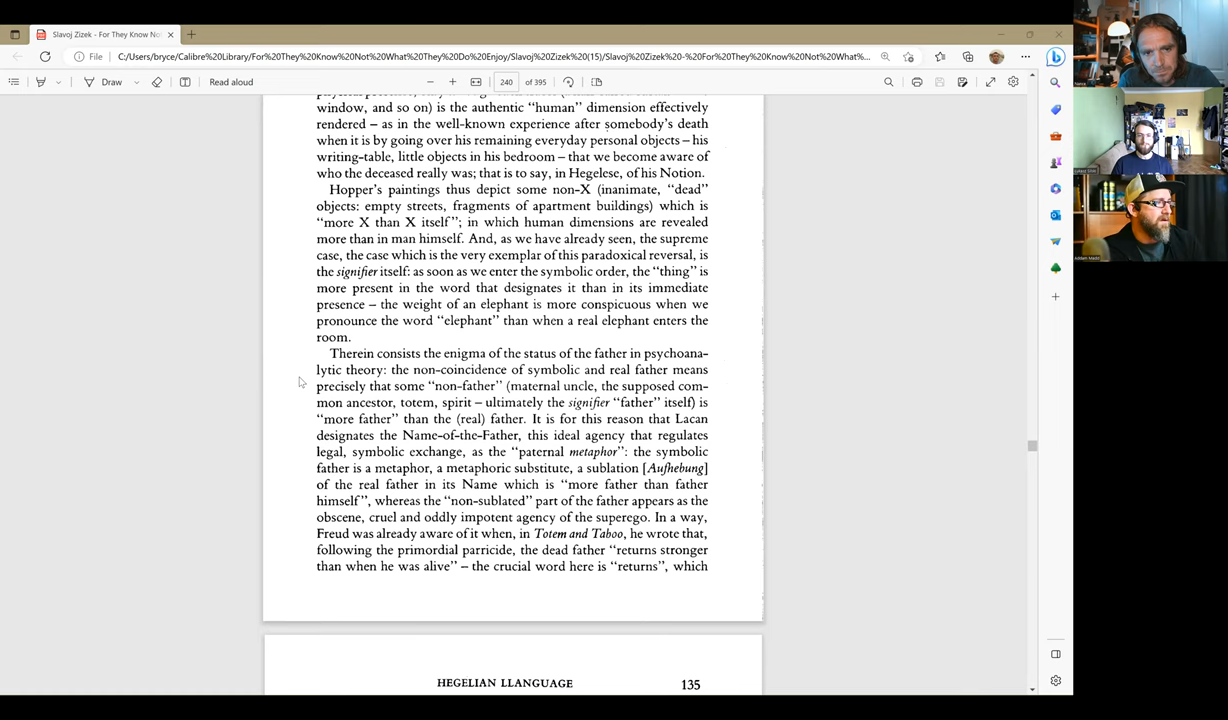 Slavoj Zizek - For They Know No
File
C:/Users/bryce/Calibre%20Library/For%20They%20Know%20Not%20What%20They%20Do%20Enjoy/Slavoj%20Zizek%20(15)/Slavoj%20Zizek%20-%20For%20They%20Know%20Not%20What%...
Draw
Read aloud
240
of 395
window, and so on) is the authentic “human” dimension effectively
rendered – as in the well-known experience after somebody’s death
when it is by going over his remaining everyday personal objects – his
writing-table, little objects in his bedroom – that we become aware of
who the deceased really was; that is to say, in Hegelese, of his Notion.
Hopper’s paintings thus depict some non-X (inanimate, “dead”
objects: empty streets, fragments of apartment buildings) which is
“more X than X itself”; in which human dimensions are revealed
more than in man himself. And, as we have already seen, the supreme
case, the case which is the very exemplar of this paradoxical reversal, is
the signifier itself: as soon as we enter the symbolic order, the “thing” is
more present in the word that designates it than in its immediate
presence – the weight of an elephant is more conspicuous when we
pronounce the word “elephant” than when a real elephant enters the
room.
Therein consists the enigma of the status of the father in psychoana-
lytic theory: the non-coincidence of symbolic and real father means
precisely that some “non-father” (maternal uncle, the supposed com-
mon ancestor, totem, spirit – ultimately the signifier “father” itself) is
“more father” than the (real) father. It is for this reason that Lacan
designates the Name-of-the-Father, this ideal agency that regulates
legal, symbolic exchange, as the “paternal metaphor”: the symbolic
father is a metaphor, a metaphoric substitute, a sublation [Aufhebung]
of the real father in its Name which is “more father than father
himself”, whereas the “non-sublated” part of the father appears as the
obscene, cruel and oddly impotent agency of the superego. In a way,
Freud was already aware of it when, in Totem and Taboo, he wrote that,
following the primordial parricide, the dead father “returns stronger
than when he was alive” – the crucial word here is “returns”, which
HEGELIAN LLANGUAGE 135